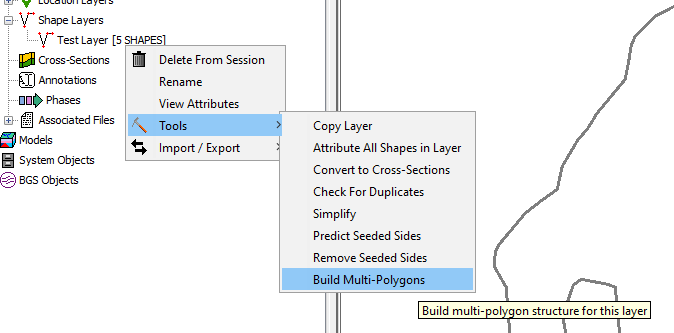 Location Layers
Shape Layers
Test Layer [5 SHAPES]
Cross-Sections
Annotations
Phases
Associated Files
Models
System Objects
BGS Objects
Delete From Session
Rename
View Attributes
Tools
Import / Export
Copy Layer
Attribute All Shapes in Layer
Convert to Cross-Sections
Check For Duplicates
Simplify
Predict Seeded Sides
Remove Seeded Sides
Build Multi-Polygons
Build multi-polygon structure for this layer